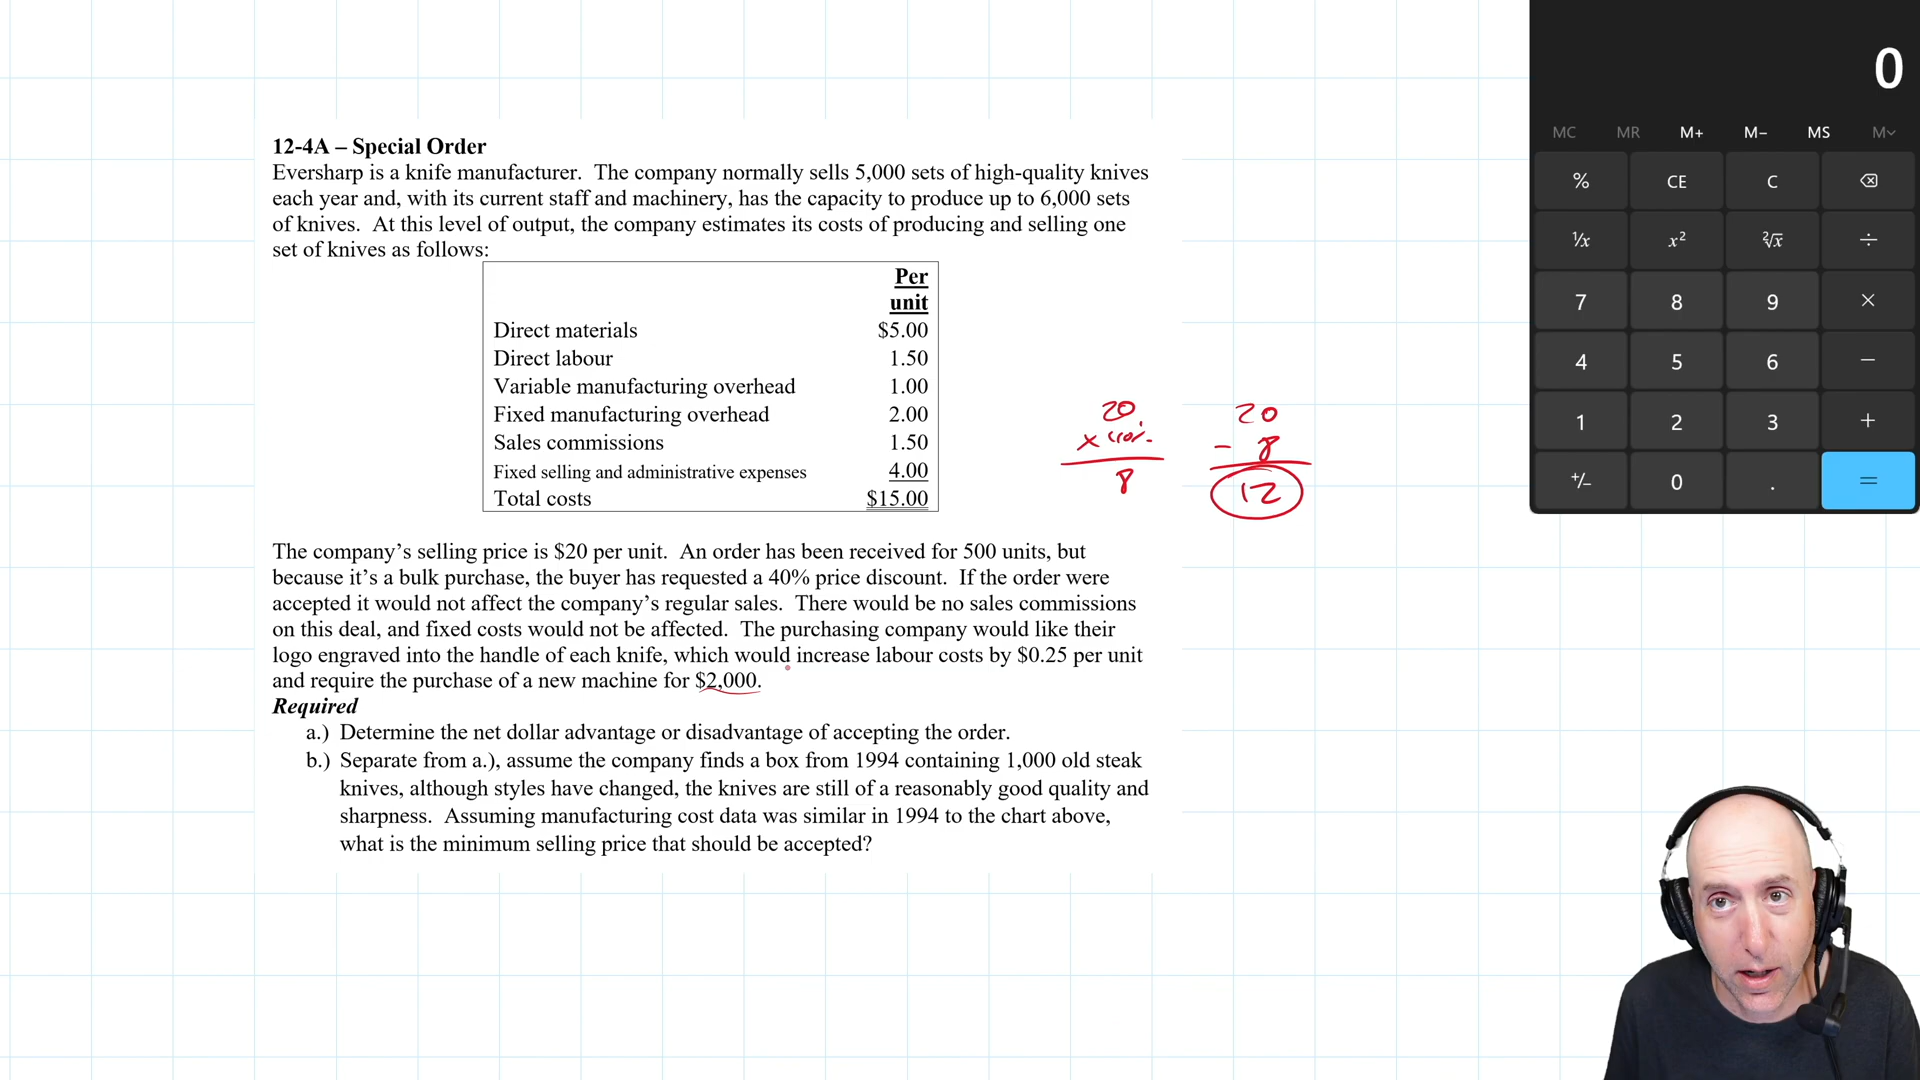 12-4A – Special Order
Eversharp is a knife manufacturer. The company normally sells 5,000 sets of high-quality knives
each year and, with its current staff and machinery, has the capacity to produce up to 6,000 sets
of knives. At this level of output, the company estimates its costs of producing and selling one
set of knives as follows:
Per
unit
Direct materials $5.00
Direct labour 1.50
Variable manufacturing overhead 1.00
Fixed manufacturing overhead 2.00
Sales commissions 1.50
Fixed selling and administrative expenses 4.00
Total costs $15.00
20
x 40%
8
20
- 8
12
The company's selling price is $20 per unit. An order has been received for 500 units, but
because it's a bulk purchase, the buyer has requested a 40% price discount. If the order were
accepted it would not affect the company's regular sales. There would be no sales commissions
on this deal, and fixed costs would not be affected. The purchasing company would like their
logo engraved into the handle of each knife, which would increase labour costs by $0.25 per unit
and require the purchase of a new machine for $2,000.
Required
a.) Determine the net dollar advantage or disadvantage of accepting the order.
b.) Separate from a.), assume the company finds a box from 1994 containing 1,000 old steak
knives, although styles have changed, the knives are still of a reasonably good quality and
sharpness. Assuming manufacturing cost data was similar in 1994 to the chart above,
what is the minimum selling price that should be accepted?
0
MC MR M+ M− MS M˅
% CE C
1/x x² ²√x ÷
7 8 9 ×
4 5 6 −
1 2 3 +
+/− 0 . =